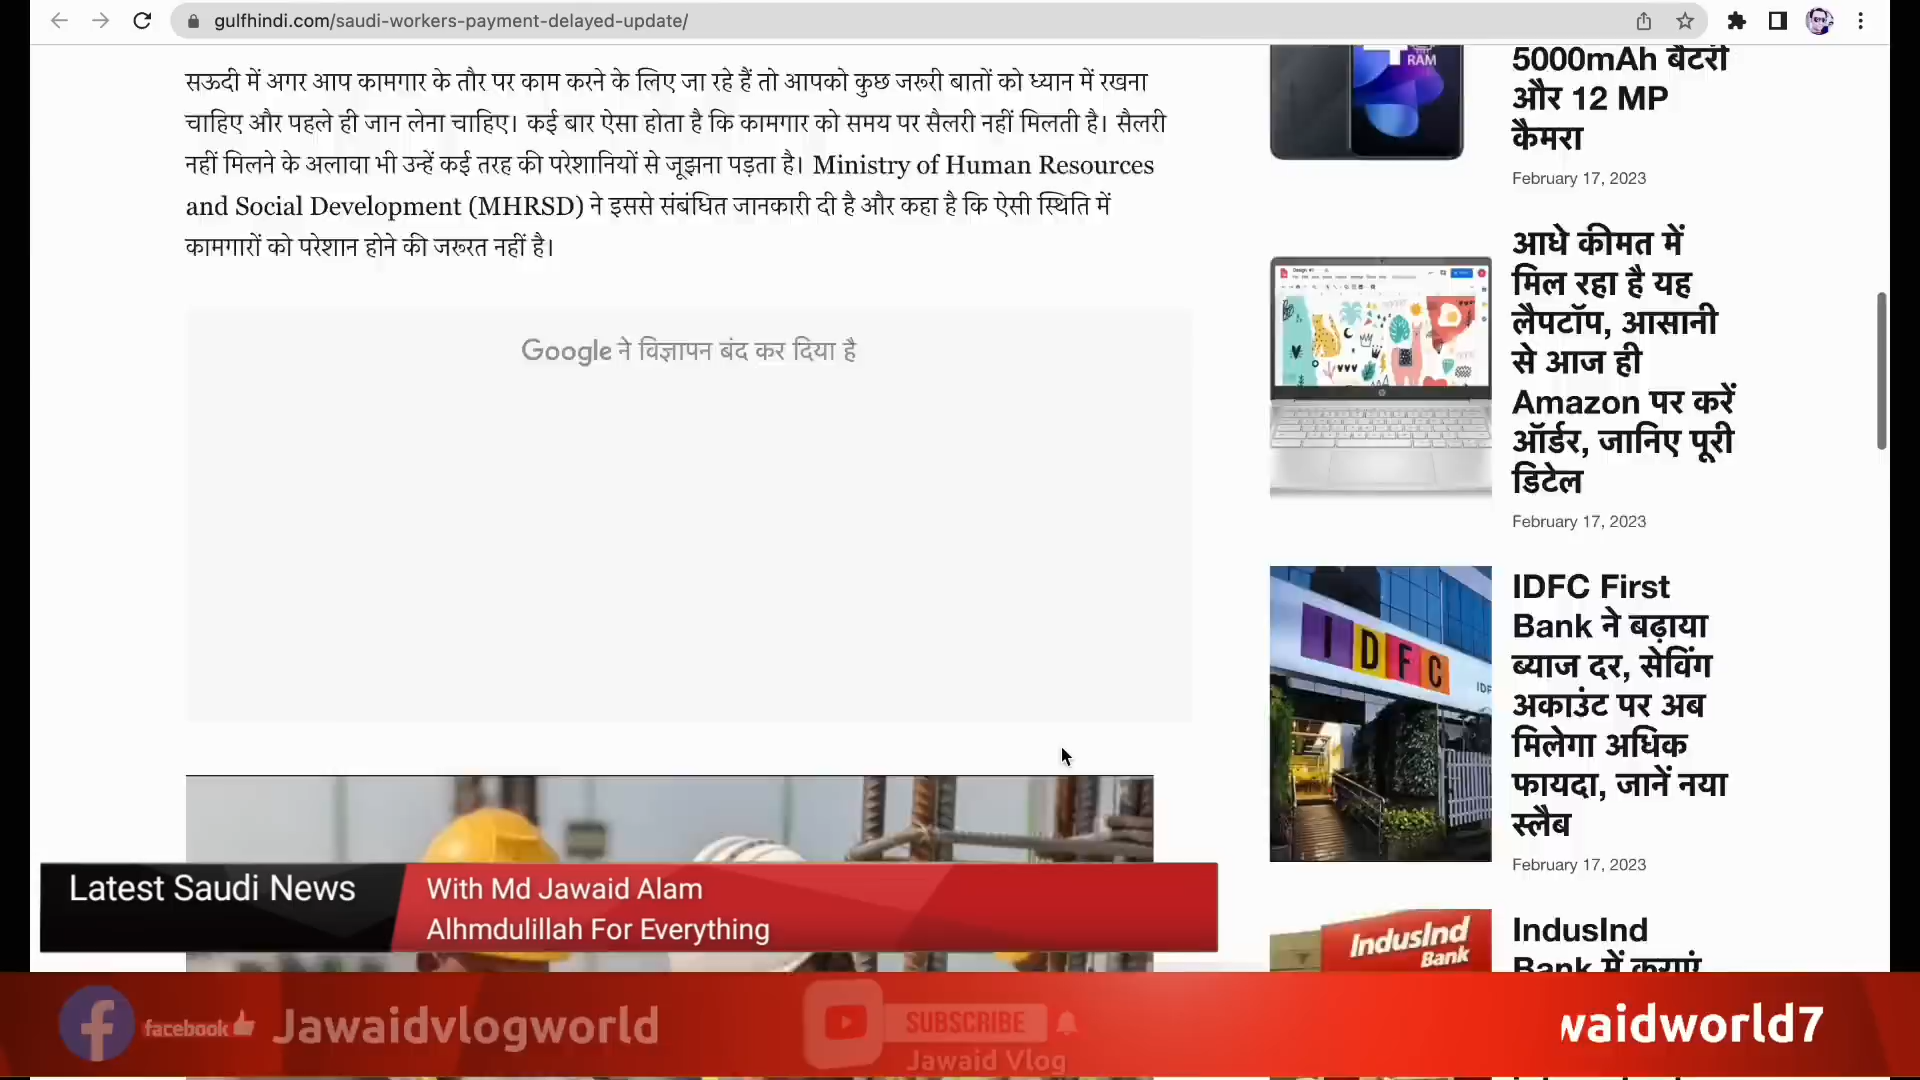 gulfhindi.com/saudi-workers-payment-delayed-update/
सऊदी में अगर आप कामगार के तौर पर काम करने के लिए जा रहे हैं तो आपको कुछ जरूरी बातों को ध्यान में रखना
चाहिए और पहले ही जान लेना चाहिए। कई बार ऐसा होता है कि कामगार को समय पर सैलरी नहीं मिलती है। सैलरी
नहीं मिलने के अलावा भी उन्हें कई तरह की परेशानियों से जूझना पड़ता है। Ministry of Human Resources
and Social Development (MHRSD) ने इससे संबंधित जानकारी दी है और कहा है कि ऐसी स्थिति में
कामगारों को परेशान होने की जरूरत नहीं है।
Google ने विज्ञापन बंद कर दिया है
RAM
5000mAh बैटरी
और 12 MP
कैमरा
February 17, 2023
आधे कीमत में
मिल रहा है यह
लैपटॉप, आसानी
से आज ही
Amazon पर करें
ऑर्डर, जानिए पूरी
डिटेल
February 17, 2023
IDFC
IDF
IDFC First
Bank ने बढ़ाया
ब्याज दर, सेविंग
अकाउंट पर अब
मिलेगा अधिक
फायदा, जानें नया
स्लैब
February 17, 2023
IndusInd
Bank
IndusInd
Bank में कराएं
Latest Saudi News
With Md Jawaid Alam
Alhmdulillah For Everything
facebook
Jawaidvlogworld
SUBSCRIBE
Jawaid Vlog
waidworld7